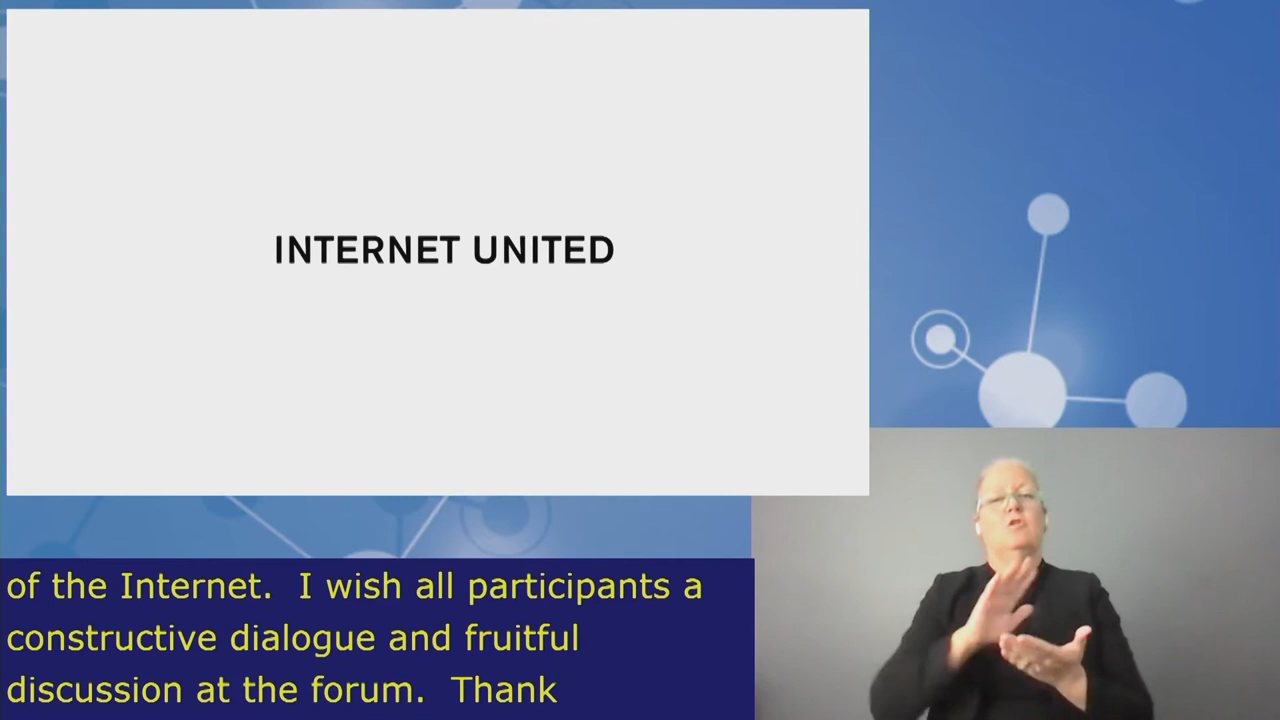 INTERNET UNITED
of the Internet.  I wish all participants a
constructive dialogue and fruitful
discussion at the forum.  Thank